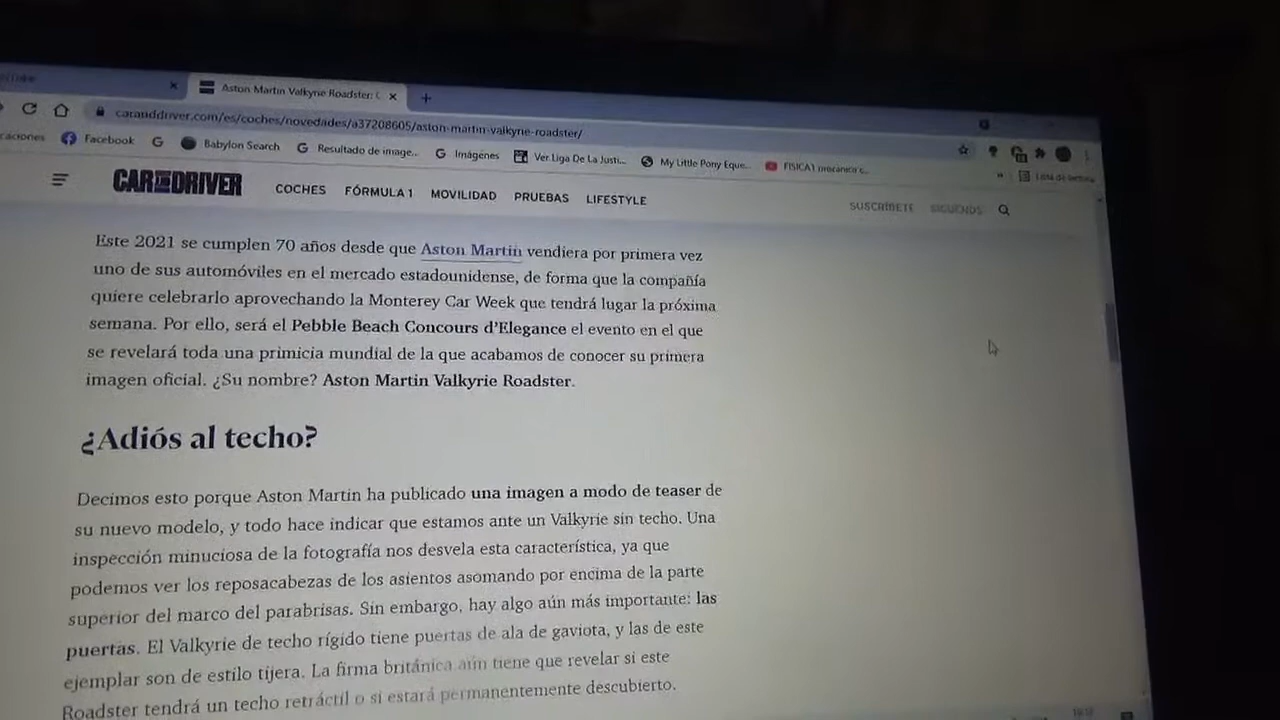 Aston Martin Valkyrie Roadster: C
caranddriver.com/es/coches/novedades/a37208605/aston-martin-valkyrie-roadster/
Facebook
Babylon Search
Resultado de image...
Imágenes
Ver Liga De La Justi...
My Little Pony Eque...
FISICA1 mecanica c...
CAR AND DRIVER
COCHES FÓRMULA 1 MOVILIDAD PRUEBAS LIFESTYLE
SUSCRÍBETE SÍGUENOS
Este 2021 se cumplen 70 años desde que Aston Martin vendiera por primera vez
uno de sus automóviles en el mercado estadounidense, de forma que la compañía
quiere celebrarlo aprovechando la Monterey Car Week que tendrá lugar la próxima
semana. Por ello, será el Pebble Beach Concours d'Elegance el evento en el que
se revelará toda una primicia mundial de la que acabamos de conocer su primera
imagen oficial. ¿Su nombre? Aston Martin Valkyrie Roadster.
¿Adiós al techo?
Decimos esto porque Aston Martin ha publicado una imagen a modo de teaser de
su nuevo modelo, y todo hace indicar que estamos ante un Valkyrie sin techo. Una
inspección minuciosa de la fotografía nos desvela esta característica, ya que
podemos ver los reposacabezas de los asientos asomando por encima de la parte
superior del marco del parabrisas. Sin embargo, hay algo aún más importante: las
puertas. El Valkyrie de techo rígido tiene puertas de ala de gaviota, y las de este
ejemplar son de estilo tijera. La firma británica aún tiene que revelar si este
Roadster tendrá un techo retráctil o si estará permanentemente descubierto.